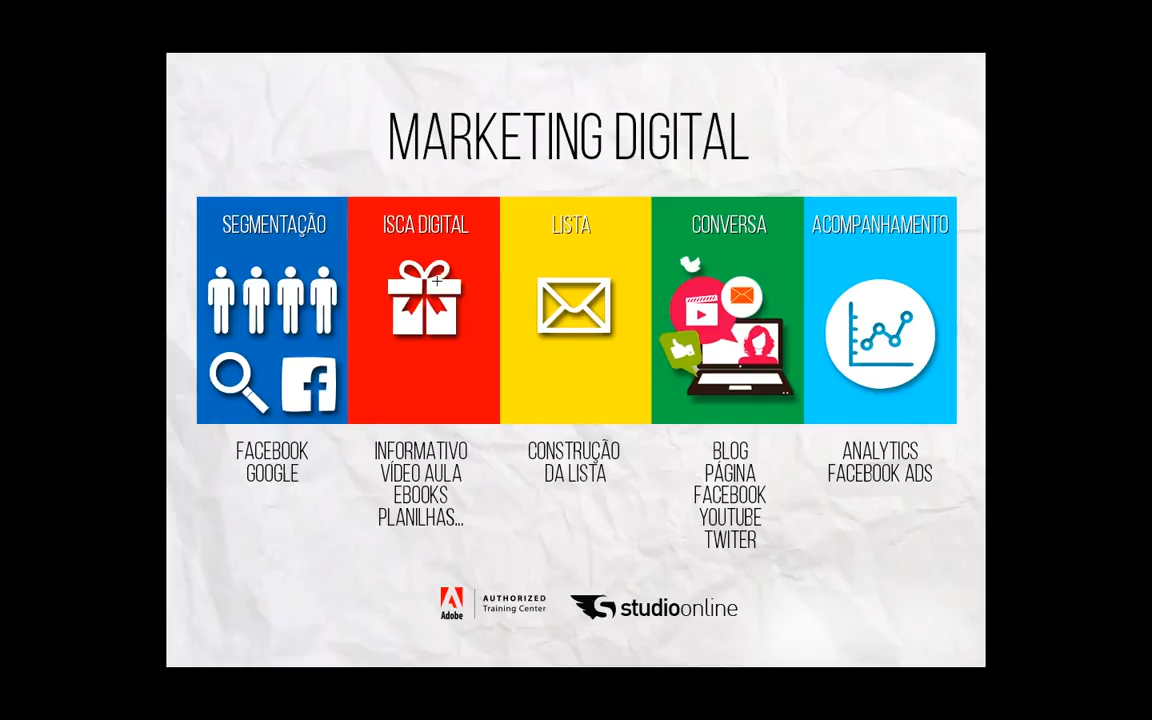 MARKETING DIGITAL
SEGMENTAÇÃO
FACEBOOK
GOOGLE
ISCA DIGITAL
INFORMATIVO
VÍDEO AULA
EBOOKS
PLANILHAS...
LISTA
CONSTRUÇÃO
DA LISTA
CONVERSA
BLOG
PÁGINA
FACEBOOK
YOUTUBE
TWITER
ACOMPANHAMENTO
ANALYTICS
FACEBOOK ADS
Adobe
AUTHORIZED
Training Center
studioonline